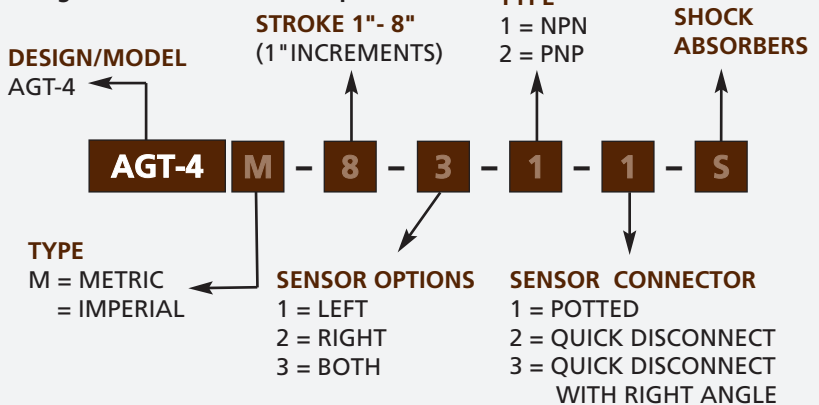 STROKE 1"- 8"
(1"INCREMENTS)
1 = NPN
2 = PNP
SHOCK
ABSORBERS
DESIGN/MODEL
AGT-4
AGT-4 M - 8 - 3 - 1 - 1 - S
TYPE
M = METRIC
= IMPERIAL
SENSOR OPTIONS
1 = LEFT
2 = RIGHT
3 = BOTH
SENSOR CONNECTOR
1 = POTTED
2 = QUICK DISCONNECT
3 = QUICK DISCONNECT
WITH RIGHT ANGLE